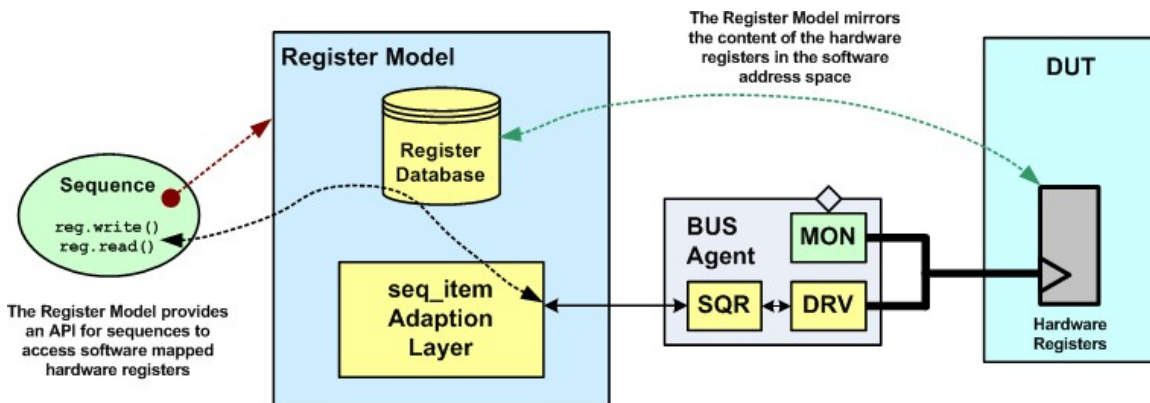 The Register Model mirrors
the content of the hardware
registers in the software
address space
Register Model
DUT
Register
Database
Sequence
reg.write()
reg.read()
BUS
Agent
MON
seq_item
Adaption
Layer
SQR
DRV
The Register Model provides
an API for sequences to
access software mapped
hardware registers
Hardware
Registers